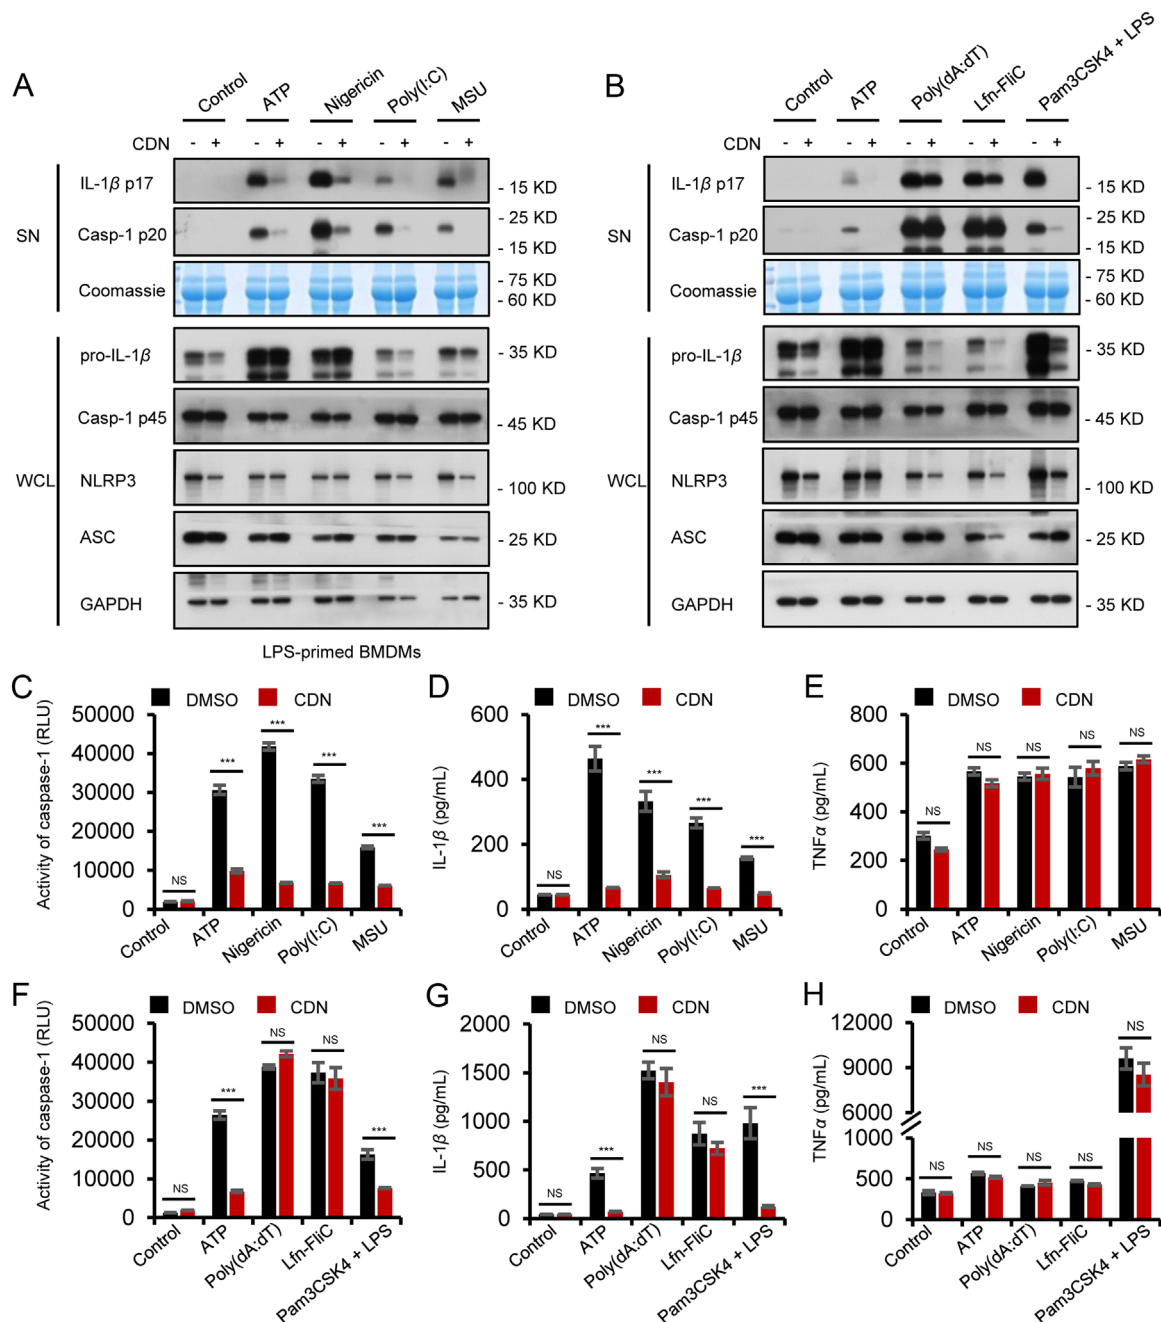 A
Control
ATP
Nigericin
Poly(I:C)
MSU
CDN - + - + - + - + - +
SN
IL-1β p17
- 15 KD
Casp-1 p20
- 25 KD
- 15 KD
Coomassie
- 75 KD
- 60 KD
WCL
pro-IL-1β
- 35 KD
Casp-1 p45
- 45 KD
NLRP3
- 100 KD
ASC
- 25 KD
GAPDH
- 35 KD
LPS-primed BMDMs
B
Control
ATP
Poly(dA:dT)
Lfn-FliC
Pam3CSK4 + LPS
CDN - + - + - + - + - +
SN
IL-1β p17
- 15 KD
Casp-1 p20
- 25 KD
- 15 KD
Coomassie
- 75 KD
- 60 KD
WCL
pro-IL-1β
- 35 KD
Casp-1 p45
- 45 KD
NLRP3
- 100 KD
ASC
- 25 KD
GAPDH
- 35 KD
C
DMSO CDN
Activity of caspase-1 (RLU)
50000
40000
30000
20000
10000
0
NS *** *** *** ***
Control ATP Nigericin Poly(I:C) MSU
D
DMSO CDN
IL-1β (pg/mL)
600
400
200
0
NS *** *** *** ***
Control ATP Nigericin Poly(I:C) MSU
E
DMSO CDN
TNFα (pg/mL)
800
600
400
200
0
NS NS NS NS NS
Control ATP Nigericin Poly(I:C) MSU
F
DMSO CDN
Activity of caspase-1 (RLU)
50000
40000
30000
20000
10000
0
NS *** NS NS ***
Control ATP Poly(dA:dT) Lfn-FliC Pam3CSK4 + LPS
G
DMSO CDN
IL-1β (pg/mL)
2000
1500
1000
500
0
NS *** NS NS ***
Control ATP Poly(dA:dT) Lfn-FliC Pam3CSK4 + LPS
H
DMSO CDN
TNFα (pg/mL)
12000
9000
6000
1000
500
0
NS NS NS NS NS
Control ATP Poly(dA:dT) Lfn-FliC Pam3CSK4 + LPS